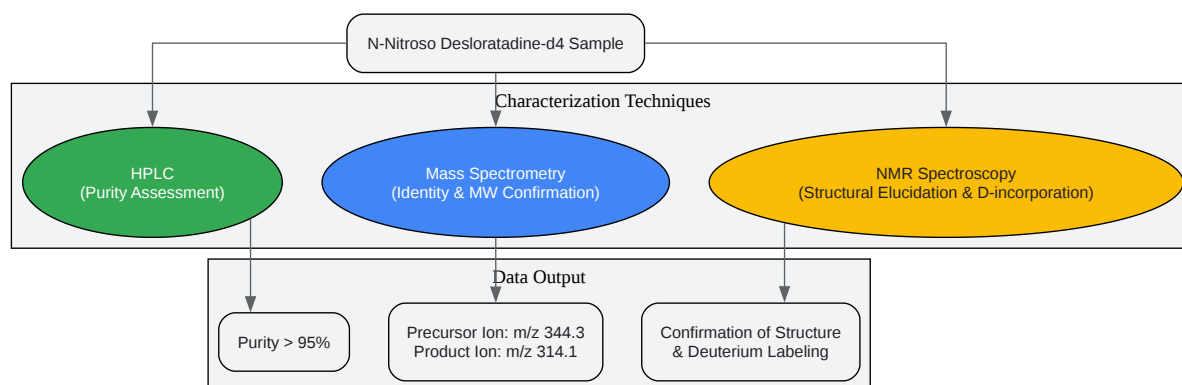 N-Nitroso Desloratadine-d4 Sample
Characterization Techniques
HPLC
(Purity Assessment)
Mass Spectrometry
(Identity & MW Confirmation)
NMR Spectroscopy
(Structural Elucidation & D-incorporation)
Data Output
Purity > 95%
Precursor Ion: m/z 344.3
Product Ion: m/z 314.1
Confirmation of Structure
& Deuterium Labeling